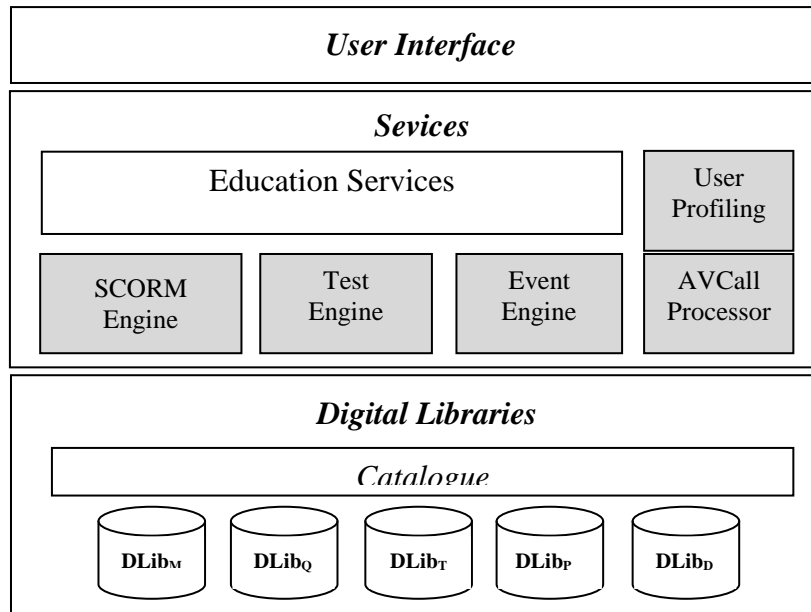 User Interface
Sevices
Education Services
User
Profiling
SCORM
Engine
Test
Engine
Event
Engine
AVCall
Processor
Digital Libraries
Catalogue
DLibM
DLibQ
DLibT
DLibP
DLibD